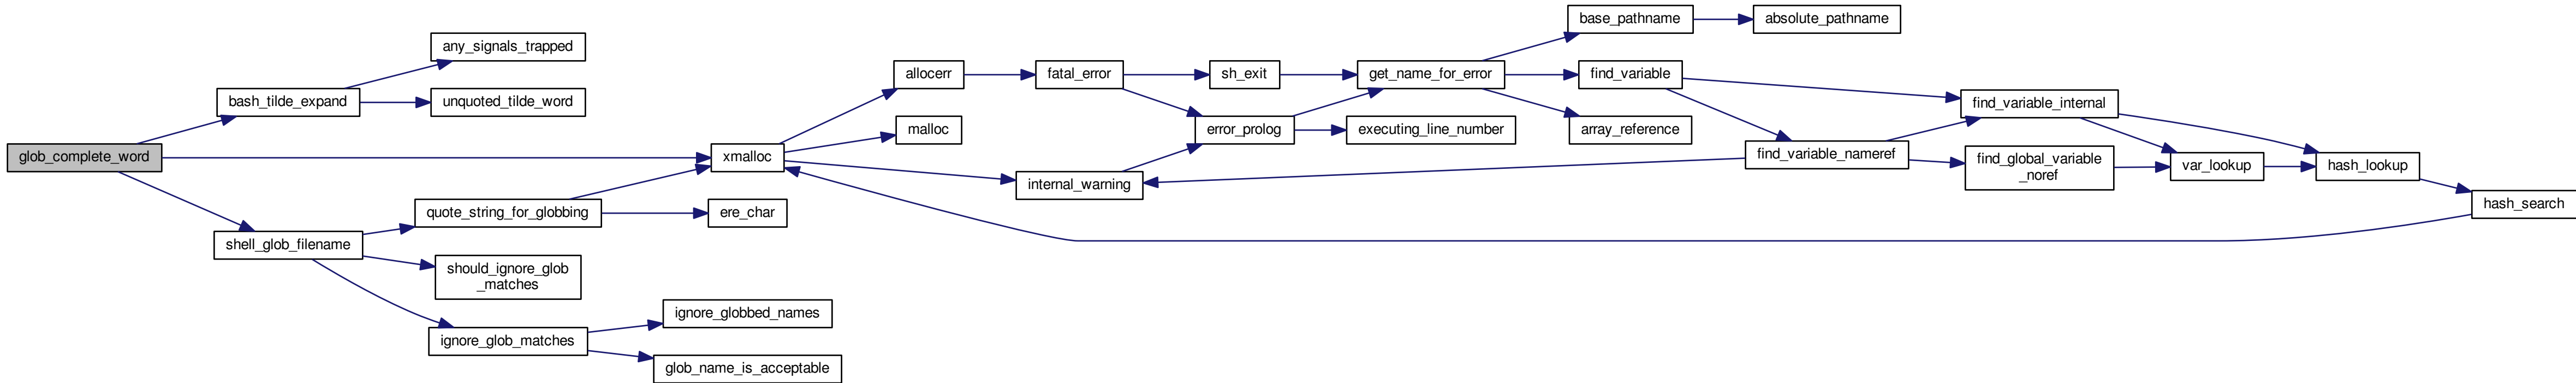 glob_complete_word
bash_tilde_expand
any_signals_trapped
unquoted_tilde_word
shell_glob_filename
quote_string_for_globbing
should_ignore_glob
_matches
ignore_glob_matches
ignore_globbed_names
glob_name_is_acceptable
xmalloc
ere_char
allocerr
malloc
internal_warning
fatal_error
sh_exit
error_prolog
get_name_for_error
executing_line_number
base_pathname
absolute_pathname
find_variable
array_reference
find_variable_nameref
find_variable_internal
find_global_variable
_noref
var_lookup
hash_lookup
hash_search